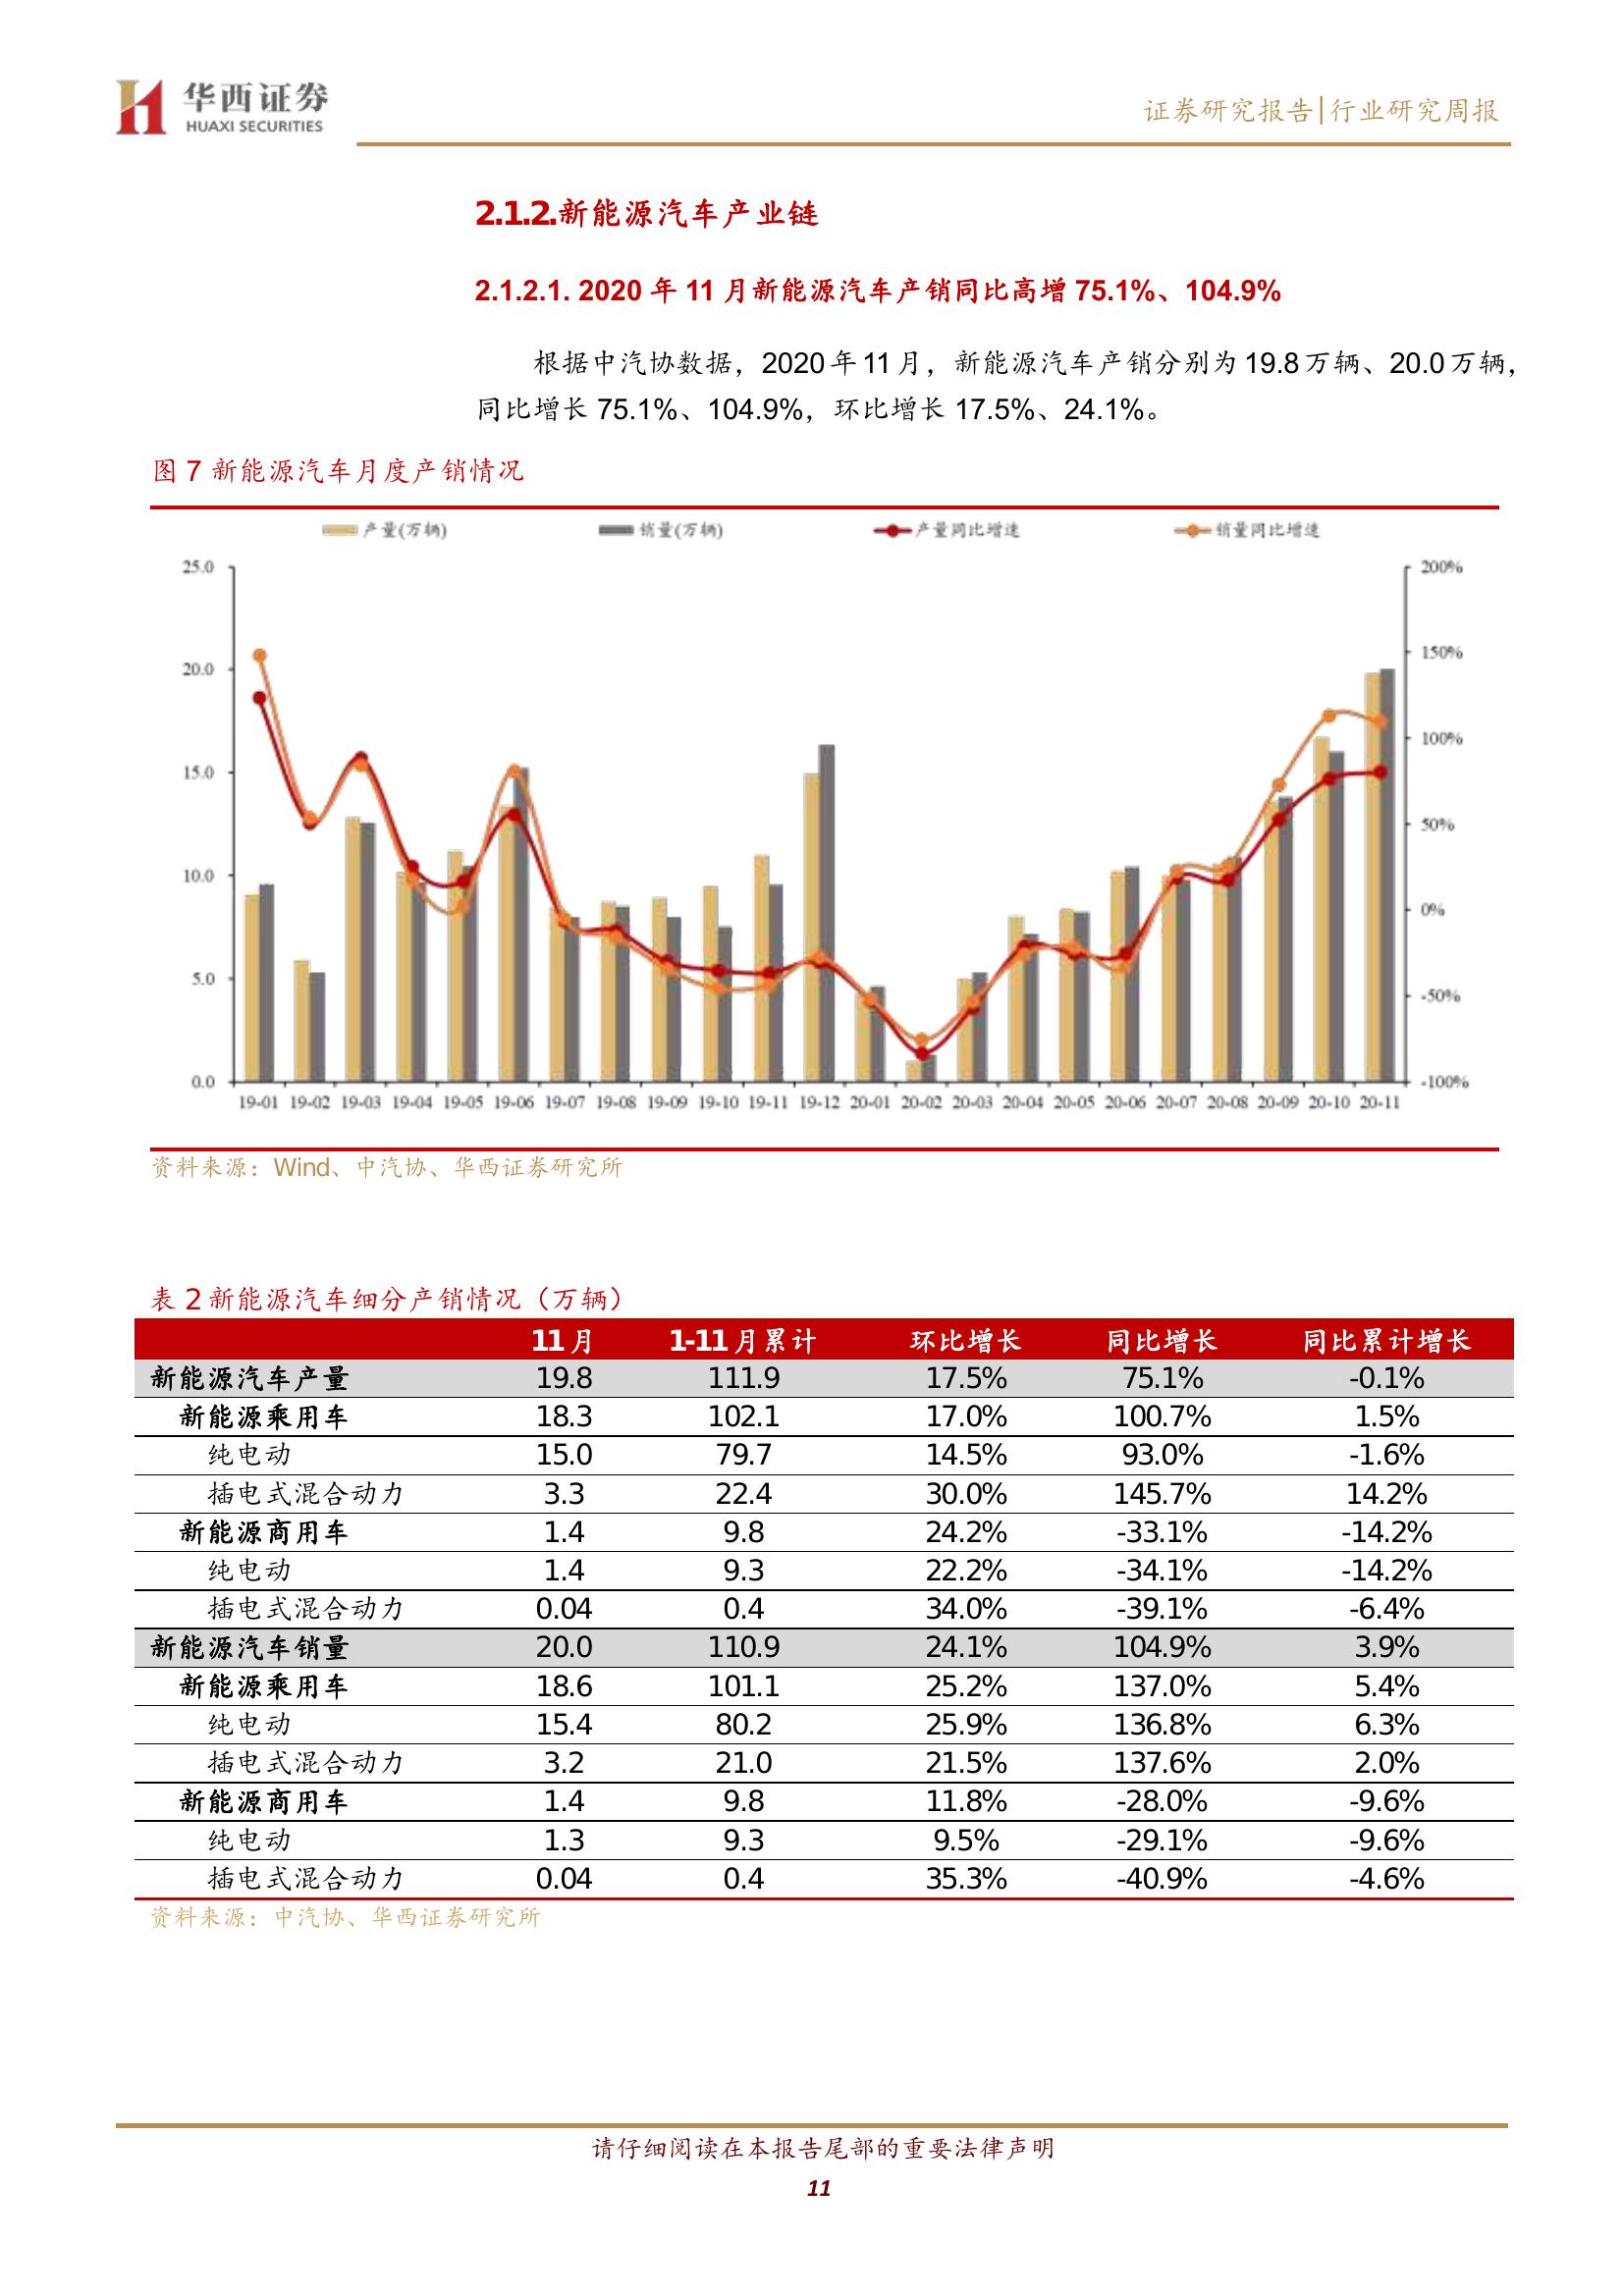 华西证券
HUAXI SECURITIES
证券研究报告|行业研究周报
2.1.2.新能源汽车产业链
2.1.2.1. 2020 年 11 月新能源汽车产销同比高增 75.1%、104.9%
根据中汽协数据，2020 年 11 月，新能源汽车产销分别为 19.8 万辆、20.0 万辆，
同比增长 75.1%、104.9%，环比增长 17.5%、24.1%。
图 7 新能源汽车月度产销情况
产量(万辆) 销量(万辆) 产量同比增速 销量同比增速
25.0 200%
20.0 150%
15.0 100%
10.0 50%
5.0 0%
0.0 -50%
-100%
19-01 19-02 19-03 19-04 19-05 19-06 19-07 19-08 19-09 19-10 19-11 19-12 20-01 20-02 20-03 20-04 20-05 20-06 20-07 20-08 20-09 20-10 20-11
资料来源：Wind、中汽协、华西证券研究所
表 2 新能源汽车细分产销情况（万辆）
11 月 1-11 月累计 环比增长 同比增长 同比累计增长
新能源汽车产量 19.8 111.9 17.5% 75.1% -0.1%
新能源乘用车 18.3 102.1 17.0% 100.7% 1.5%
纯电动 15.0 79.7 14.5% 93.0% -1.6%
插电式混合动力 3.3 22.4 30.0% 145.7% 14.2%
新能源商用车 1.4 9.8 24.2% -33.1% -14.2%
纯电动 1.4 9.3 22.2% -34.1% -14.2%
插电式混合动力 0.04 0.4 34.0% -39.1% -6.4%
新能源汽车销量 20.0 110.9 24.1% 104.9% 3.9%
新能源乘用车 18.6 101.1 25.2% 137.0% 5.4%
纯电动 15.4 80.2 25.9% 136.8% 6.3%
插电式混合动力 3.2 21.0 21.5% 137.6% 2.0%
新能源商用车 1.4 9.8 11.8% -28.0% -9.6%
纯电动 1.3 9.3 9.5% -29.1% -9.6%
插电式混合动力 0.04 0.4 35.3% -40.9% -4.6%
资料来源：中汽协、华西证券研究所
请仔细阅读在本报告尾部的重要法律声明
11